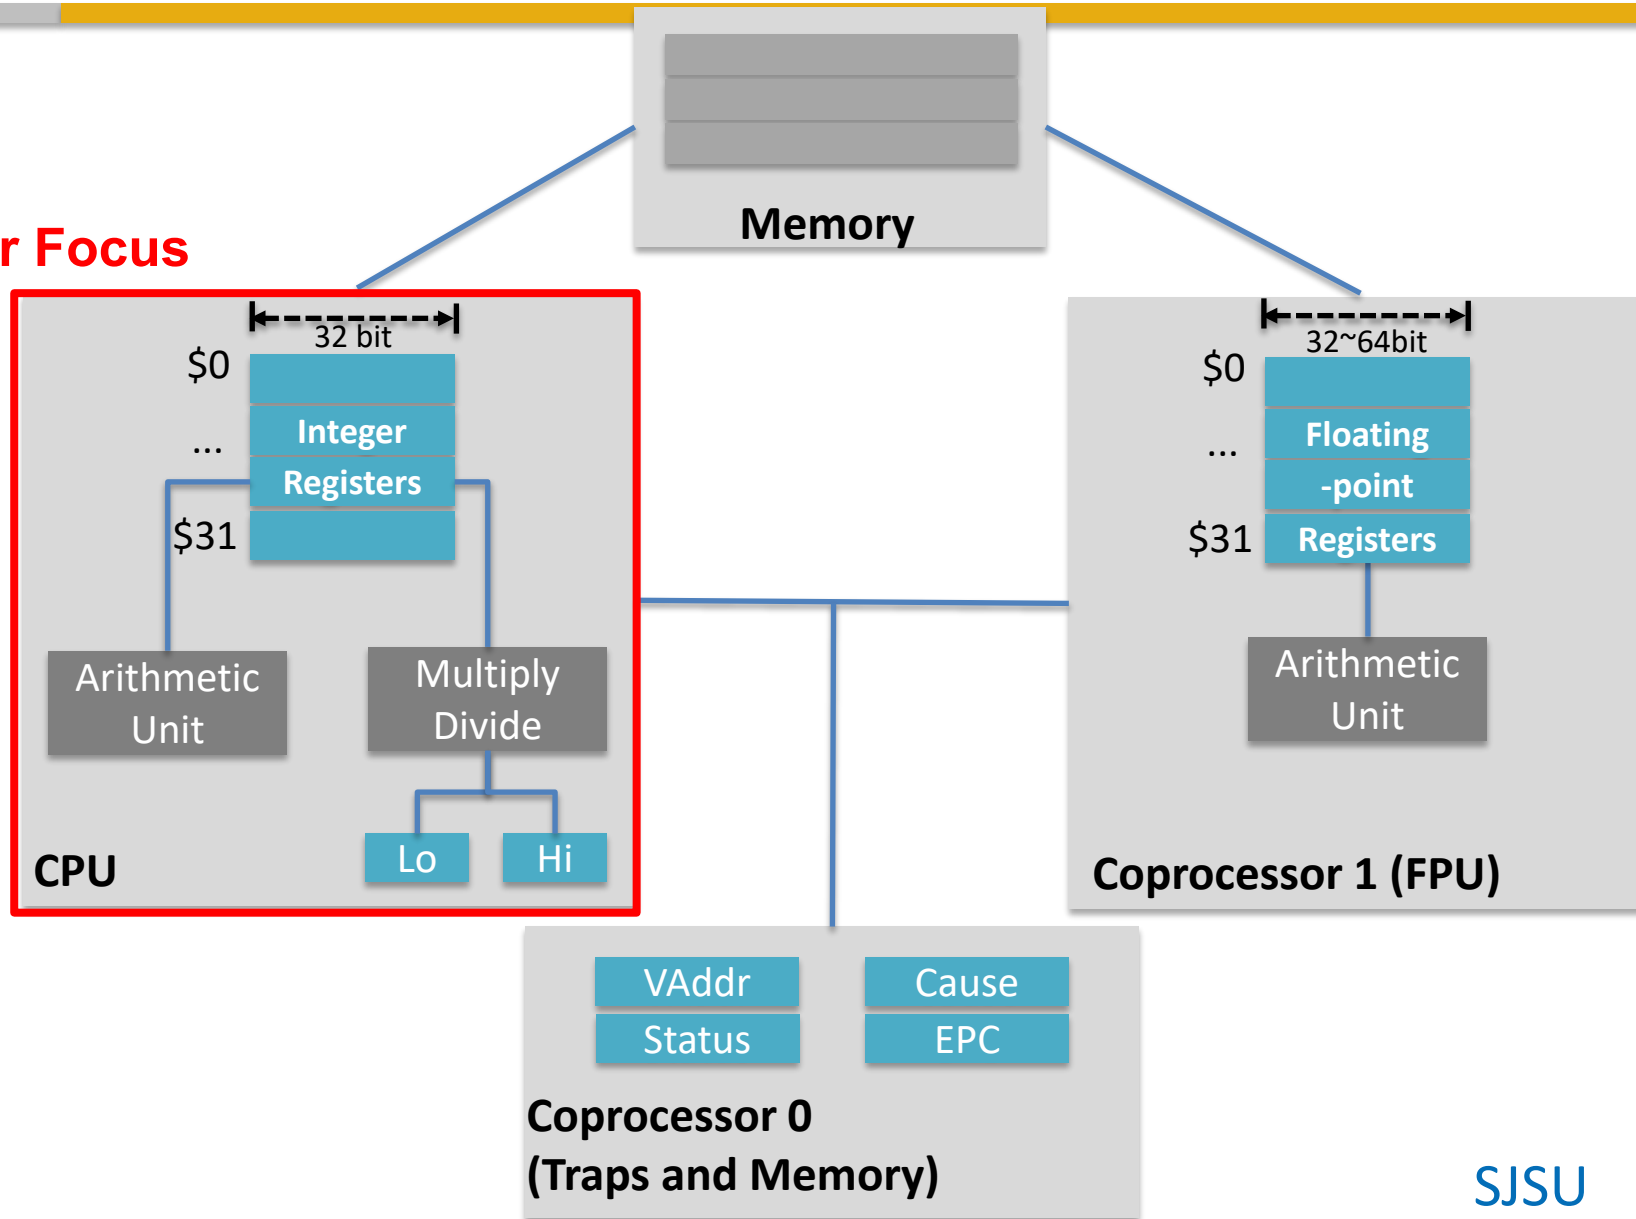 Memory
r Focus
32 bit
$0
Integer
...
Registers
$31
Arithmetic
Unit
Multiply
Divide
Lo
Hi
CPU
32~64bit
$0
Floating
...
-point
$31
Registers
Arithmetic
Unit
Coprocessor 1 (FPU)
VAddr
Cause
Status
EPC
Coprocessor 0
(Traps and Memory)
SJSU